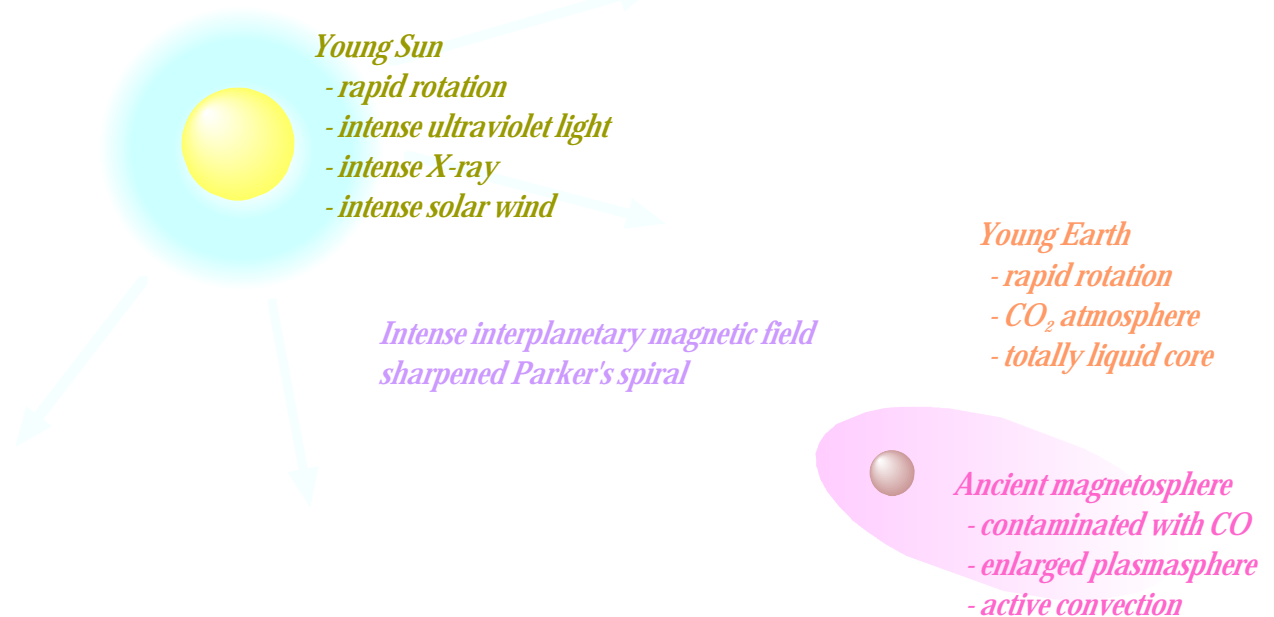 Young Sun
- rapid rotation
- intense ultraviolet light
- intense X-ray
- intense solar wind
Intense interplanetary magnetic field
sharpened Parker's spiral
Young Earth
- rapid rotation
- CO₂ atmosphere
- totally liquid core
Ancient magnetosphere
- contaminated with CO
- enlarged plasmasphere
- active convection